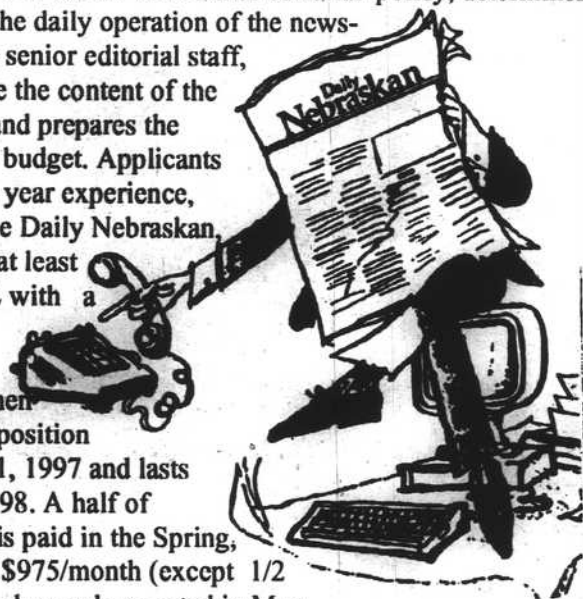 the daily operation of the news-
senior editorial staff,
the content of the
Daily
Nebraskan
and prepares the
budget. Applicants
year experience,
Daily Nebraskan,
at least
with a
position
1, 1997 and lasts
98. A half of
is paid in the Spring,
$975/month (except 1/2